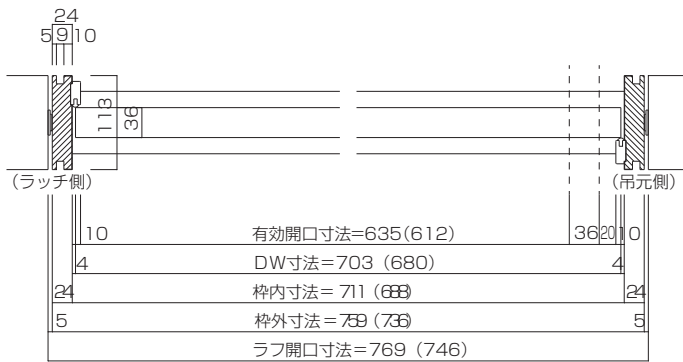 24
5 9 10
113
36
(ラッチ側) (吊元側)
10 有効開口寸法=635(612) 36 20 10
4 DW寸法=703 (680) 4
24 枠内寸法=711 (688) 24
5 枠外寸法=759 (736) 5
ラフ開口寸法=769 (746)